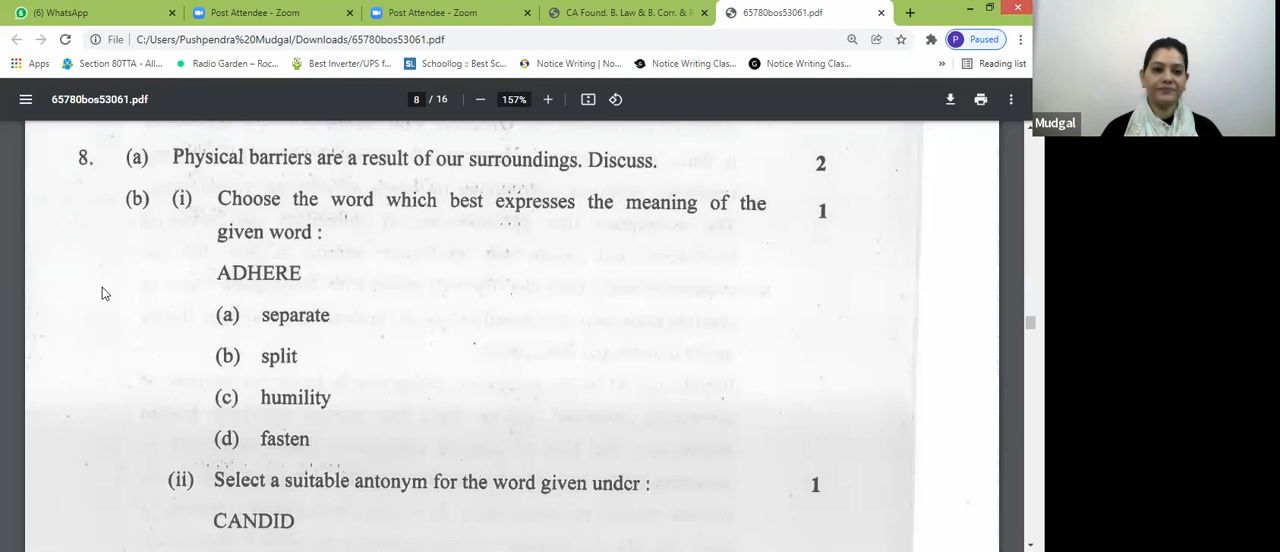 (6) WhatsApp
Post Attendee - Zoom
Post Attendee - Zoom
CA Found. B. Law & B. Corr. & R
65780bos53061.pdf
File
C:/Users/Pushpendra%20Mudgal/Downloads/65780bos53061.pdf
P Paused
Apps
Section 80TTA - All...
Radio Garden – Roc...
Best Inverter/UPS f...
Schoollog :: Best Sc...
Notice Writing | No...
Notice Writing Clas...
Notice Writing Clas...
»
Reading list
65780bos53061.pdf
8 / 16
157%
Mudgal
8. (a) Physical barriers are a result of our surroundings. Discuss. 2
(b) (i) Choose the word which best expresses the meaning of the 1
given word :
ADHERE
(a) separate
(b) split
(c) humility
(d) fasten
(ii) Select a suitable antonym for the word given under : 1
CANDID